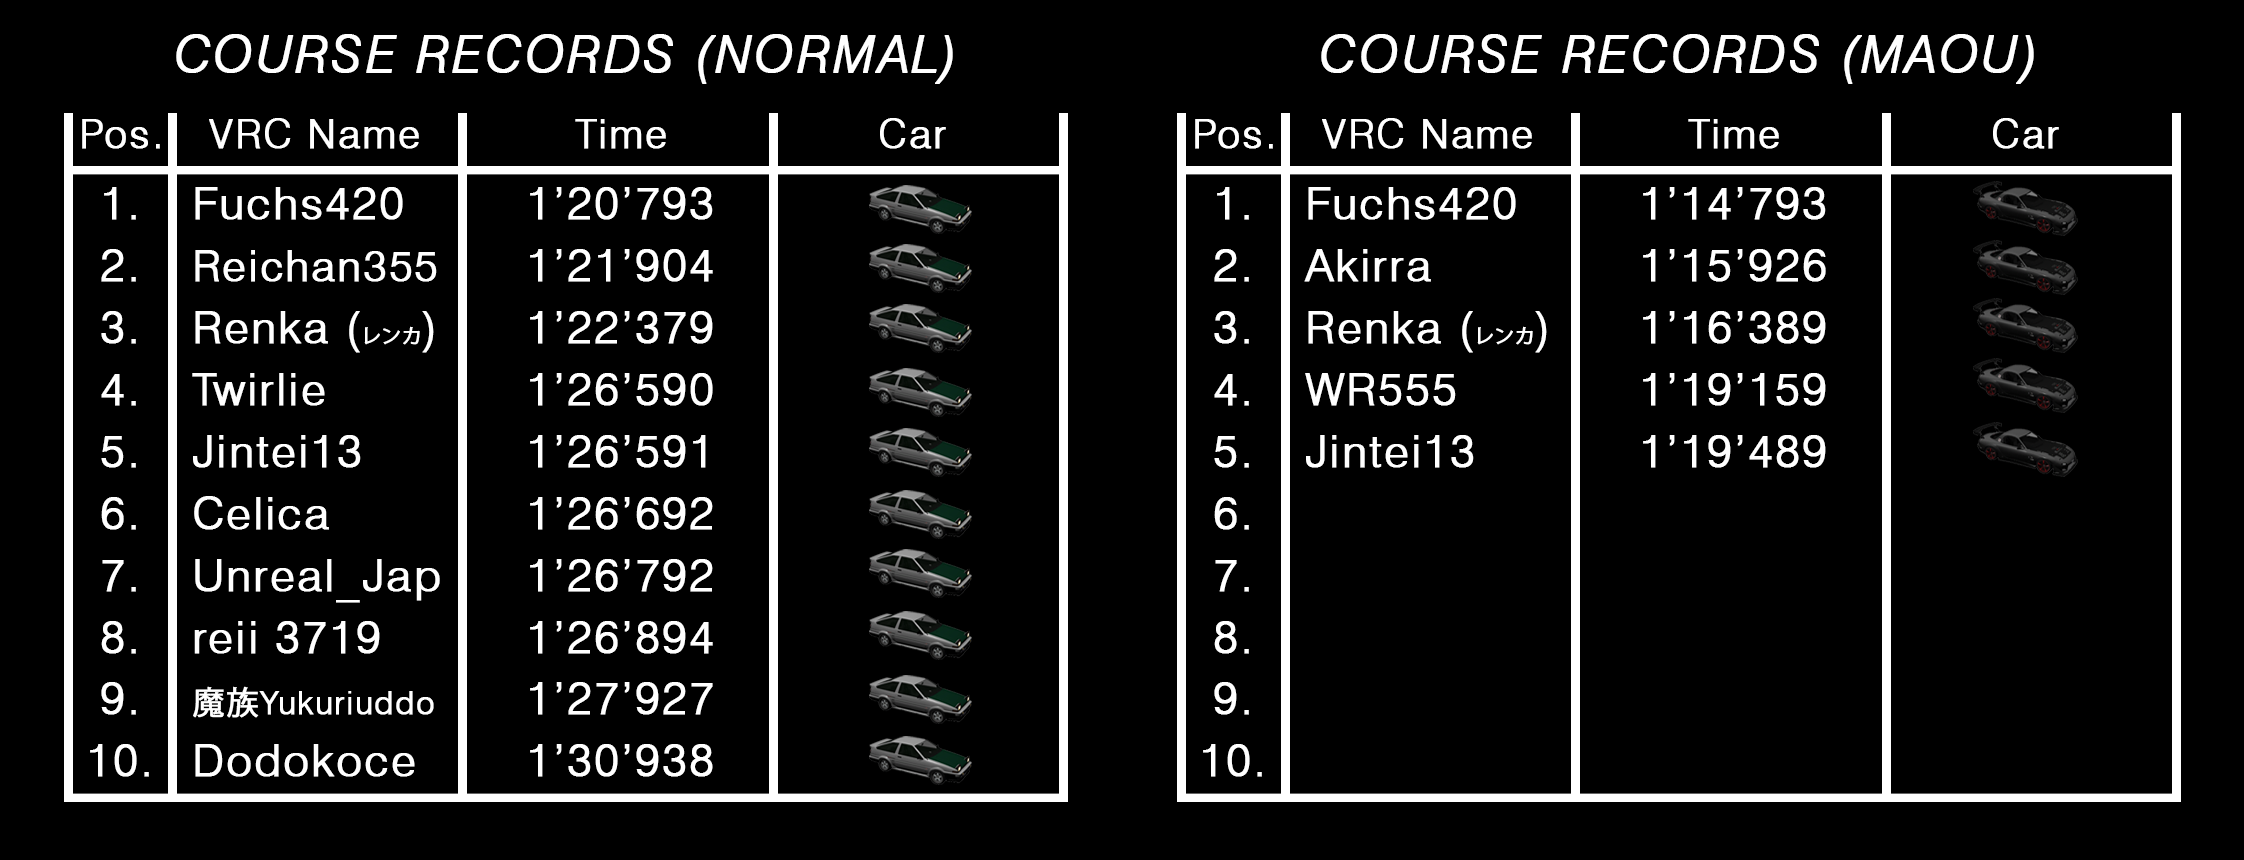 COURSE RECORDS (NORMAL)
Pos. VRC Name Time Car
1. Fuchs420 1’20’793
2. Reichan355 1’21’904
3. Renka (レンカ) 1’22’379
4. Twirlie 1’26’590
5. Jintei13 1’26’591
6. Celica 1’26’692
7. Unreal_Jap 1’26’792
8. reii 3719 1’26’894
9. 魔族Yukuriuddo 1’27’927
10. Dodokoce 1’30’938
COURSE RECORDS (MAOU)
Pos. VRC Name Time Car
1. Fuchs420 1’14’793
2. Akirra 1’15’926
3. Renka (レンカ) 1’16’389
4. WR555 1’19’159
5. Jintei13 1’19’489
6.
7.
8.
9.
10.